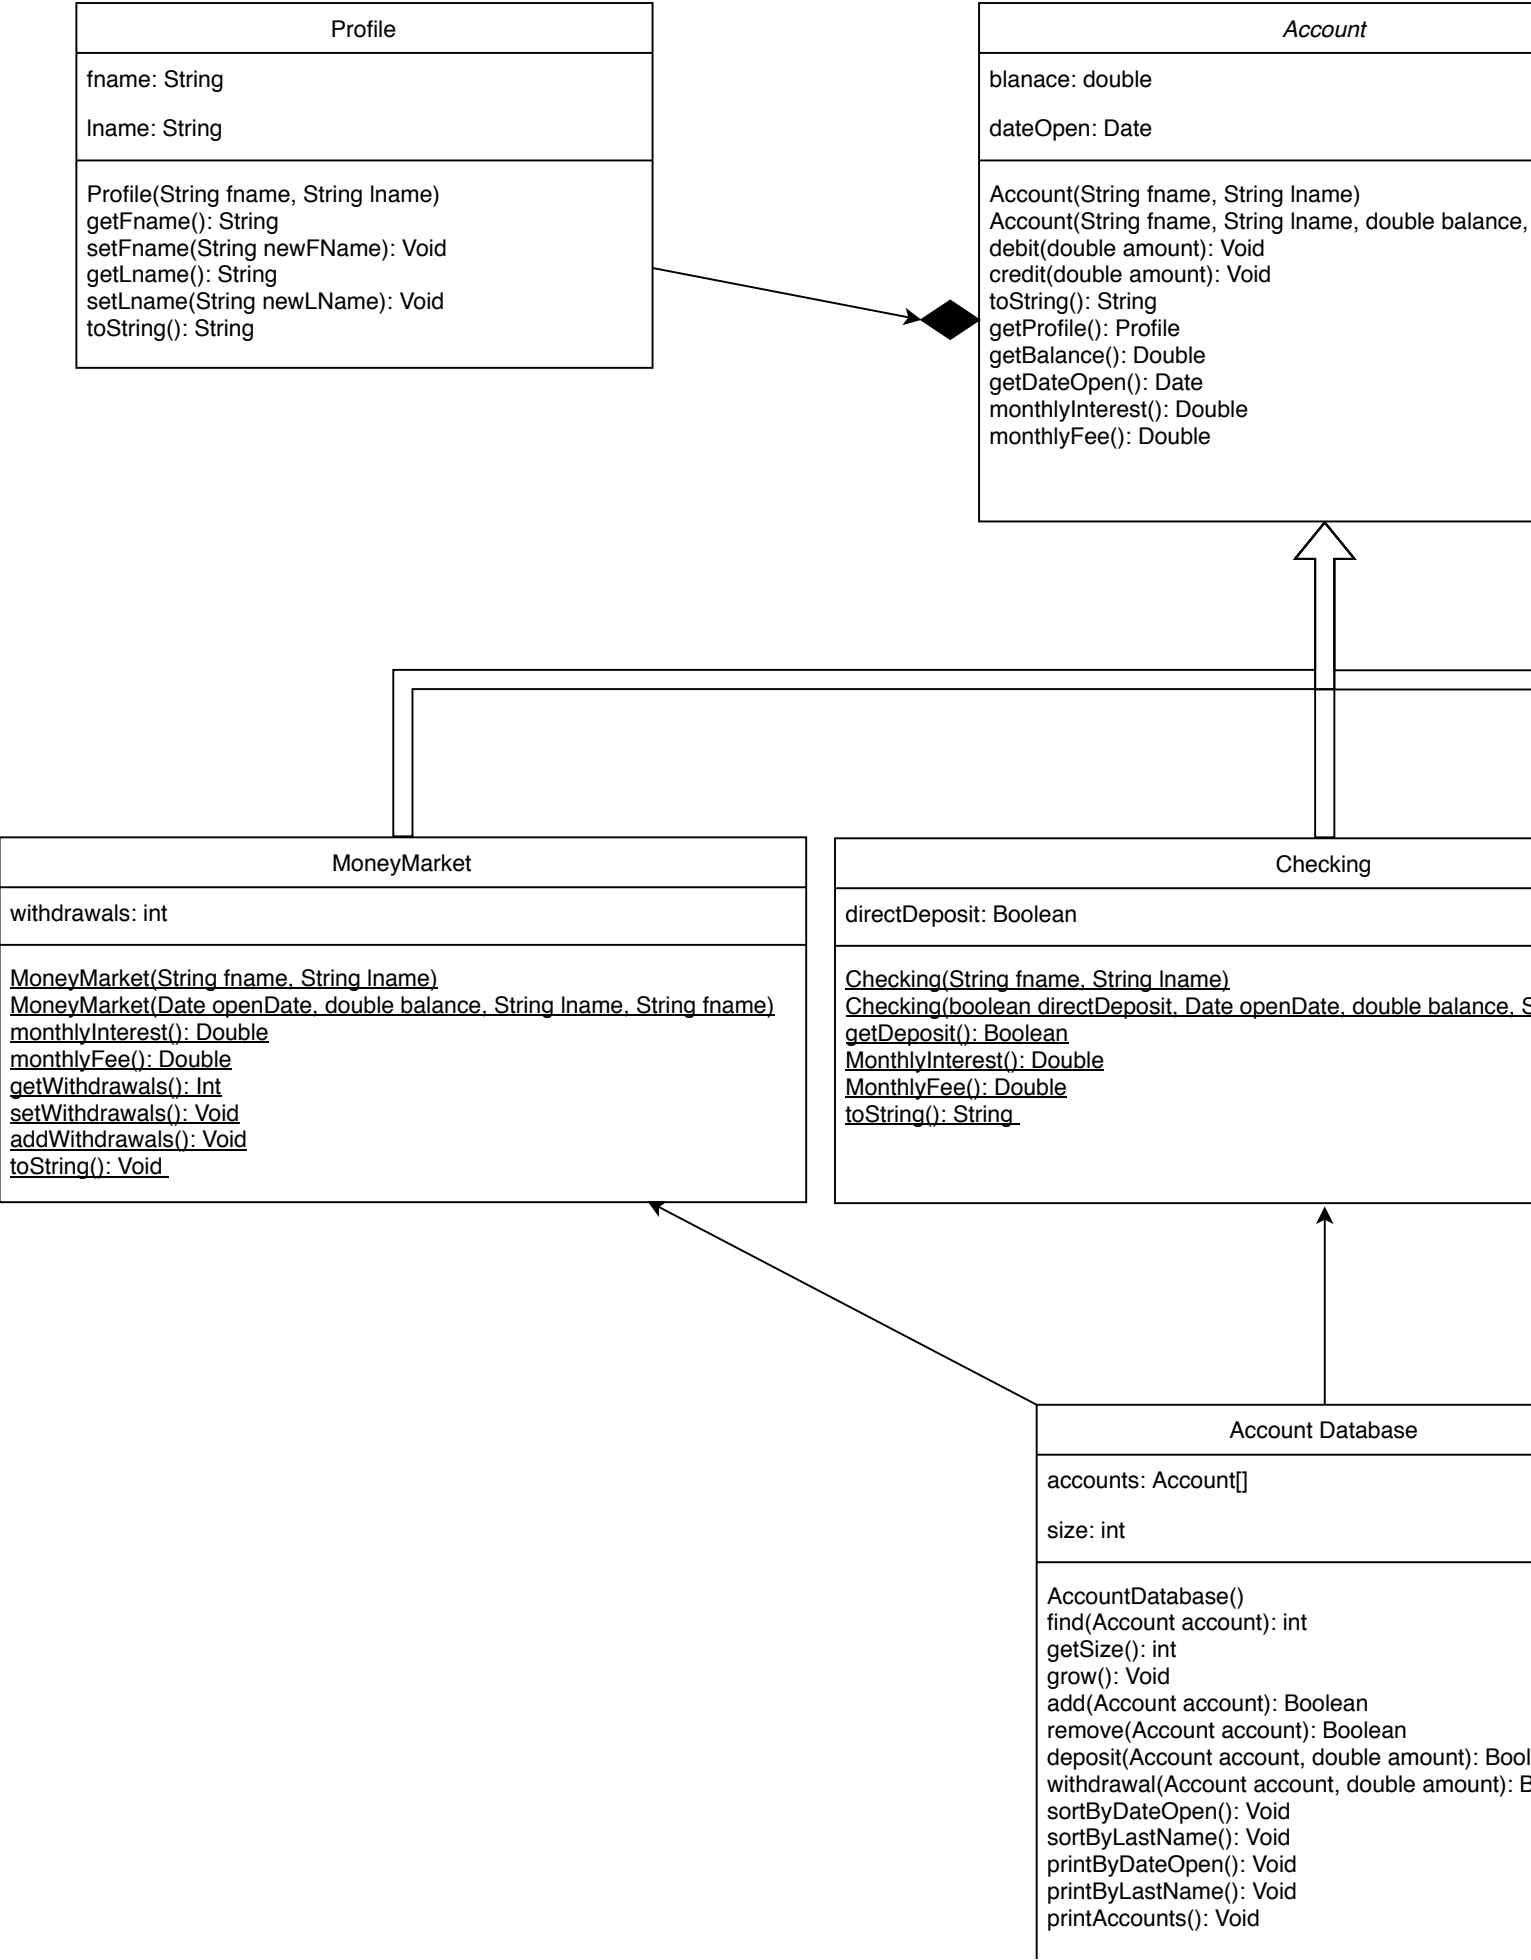 Profile
fname: String
lname: String
Profile(String fname, String lname)
getFname(): String
setFname(String newFName): Void
getLname(): String
setLname(String newLName): Void
toString(): String
Account
blanace: double
dateOpen: Date
Account(String fname, String lname)
Account(String fname, String lname, double balance,
debit(double amount): Void
credit(double amount): Void
toString(): String
getProfile(): Profile
getBalance(): Double
getDateOpen(): Date
monthlyInterest(): Double
monthlyFee(): Double
MoneyMarket
withdrawals: int
MoneyMarket(String fname, String lname)
MoneyMarket(Date openDate, double balance, String lname, String fname)
monthlyInterest(): Double
monthlyFee(): Double
getWithdrawals(): Int
setWithdrawals(): Void
addWithdrawals(): Void
toString(): Void
Checking
directDeposit: Boolean
Checking(String fname, String lname)
Checking(boolean directDeposit, Date openDate, double balance,
getDeposit(): Boolean
MonthlyInterest(): Double
MonthlyFee(): Double
toString(): String
Account Database
accounts: Account[]
size: int
AccountDatabase()
find(Account account): int
getSize(): int
grow(): Void
add(Account account): Boolean
remove(Account account): Boolean
deposit(Account account, double amount):
withdrawal(Account account, double amount):
sortByDateOpen(): Void
sortByLastName(): Void
printByDateOpen(): Void
printByLastName(): Void
printAccounts(): Void